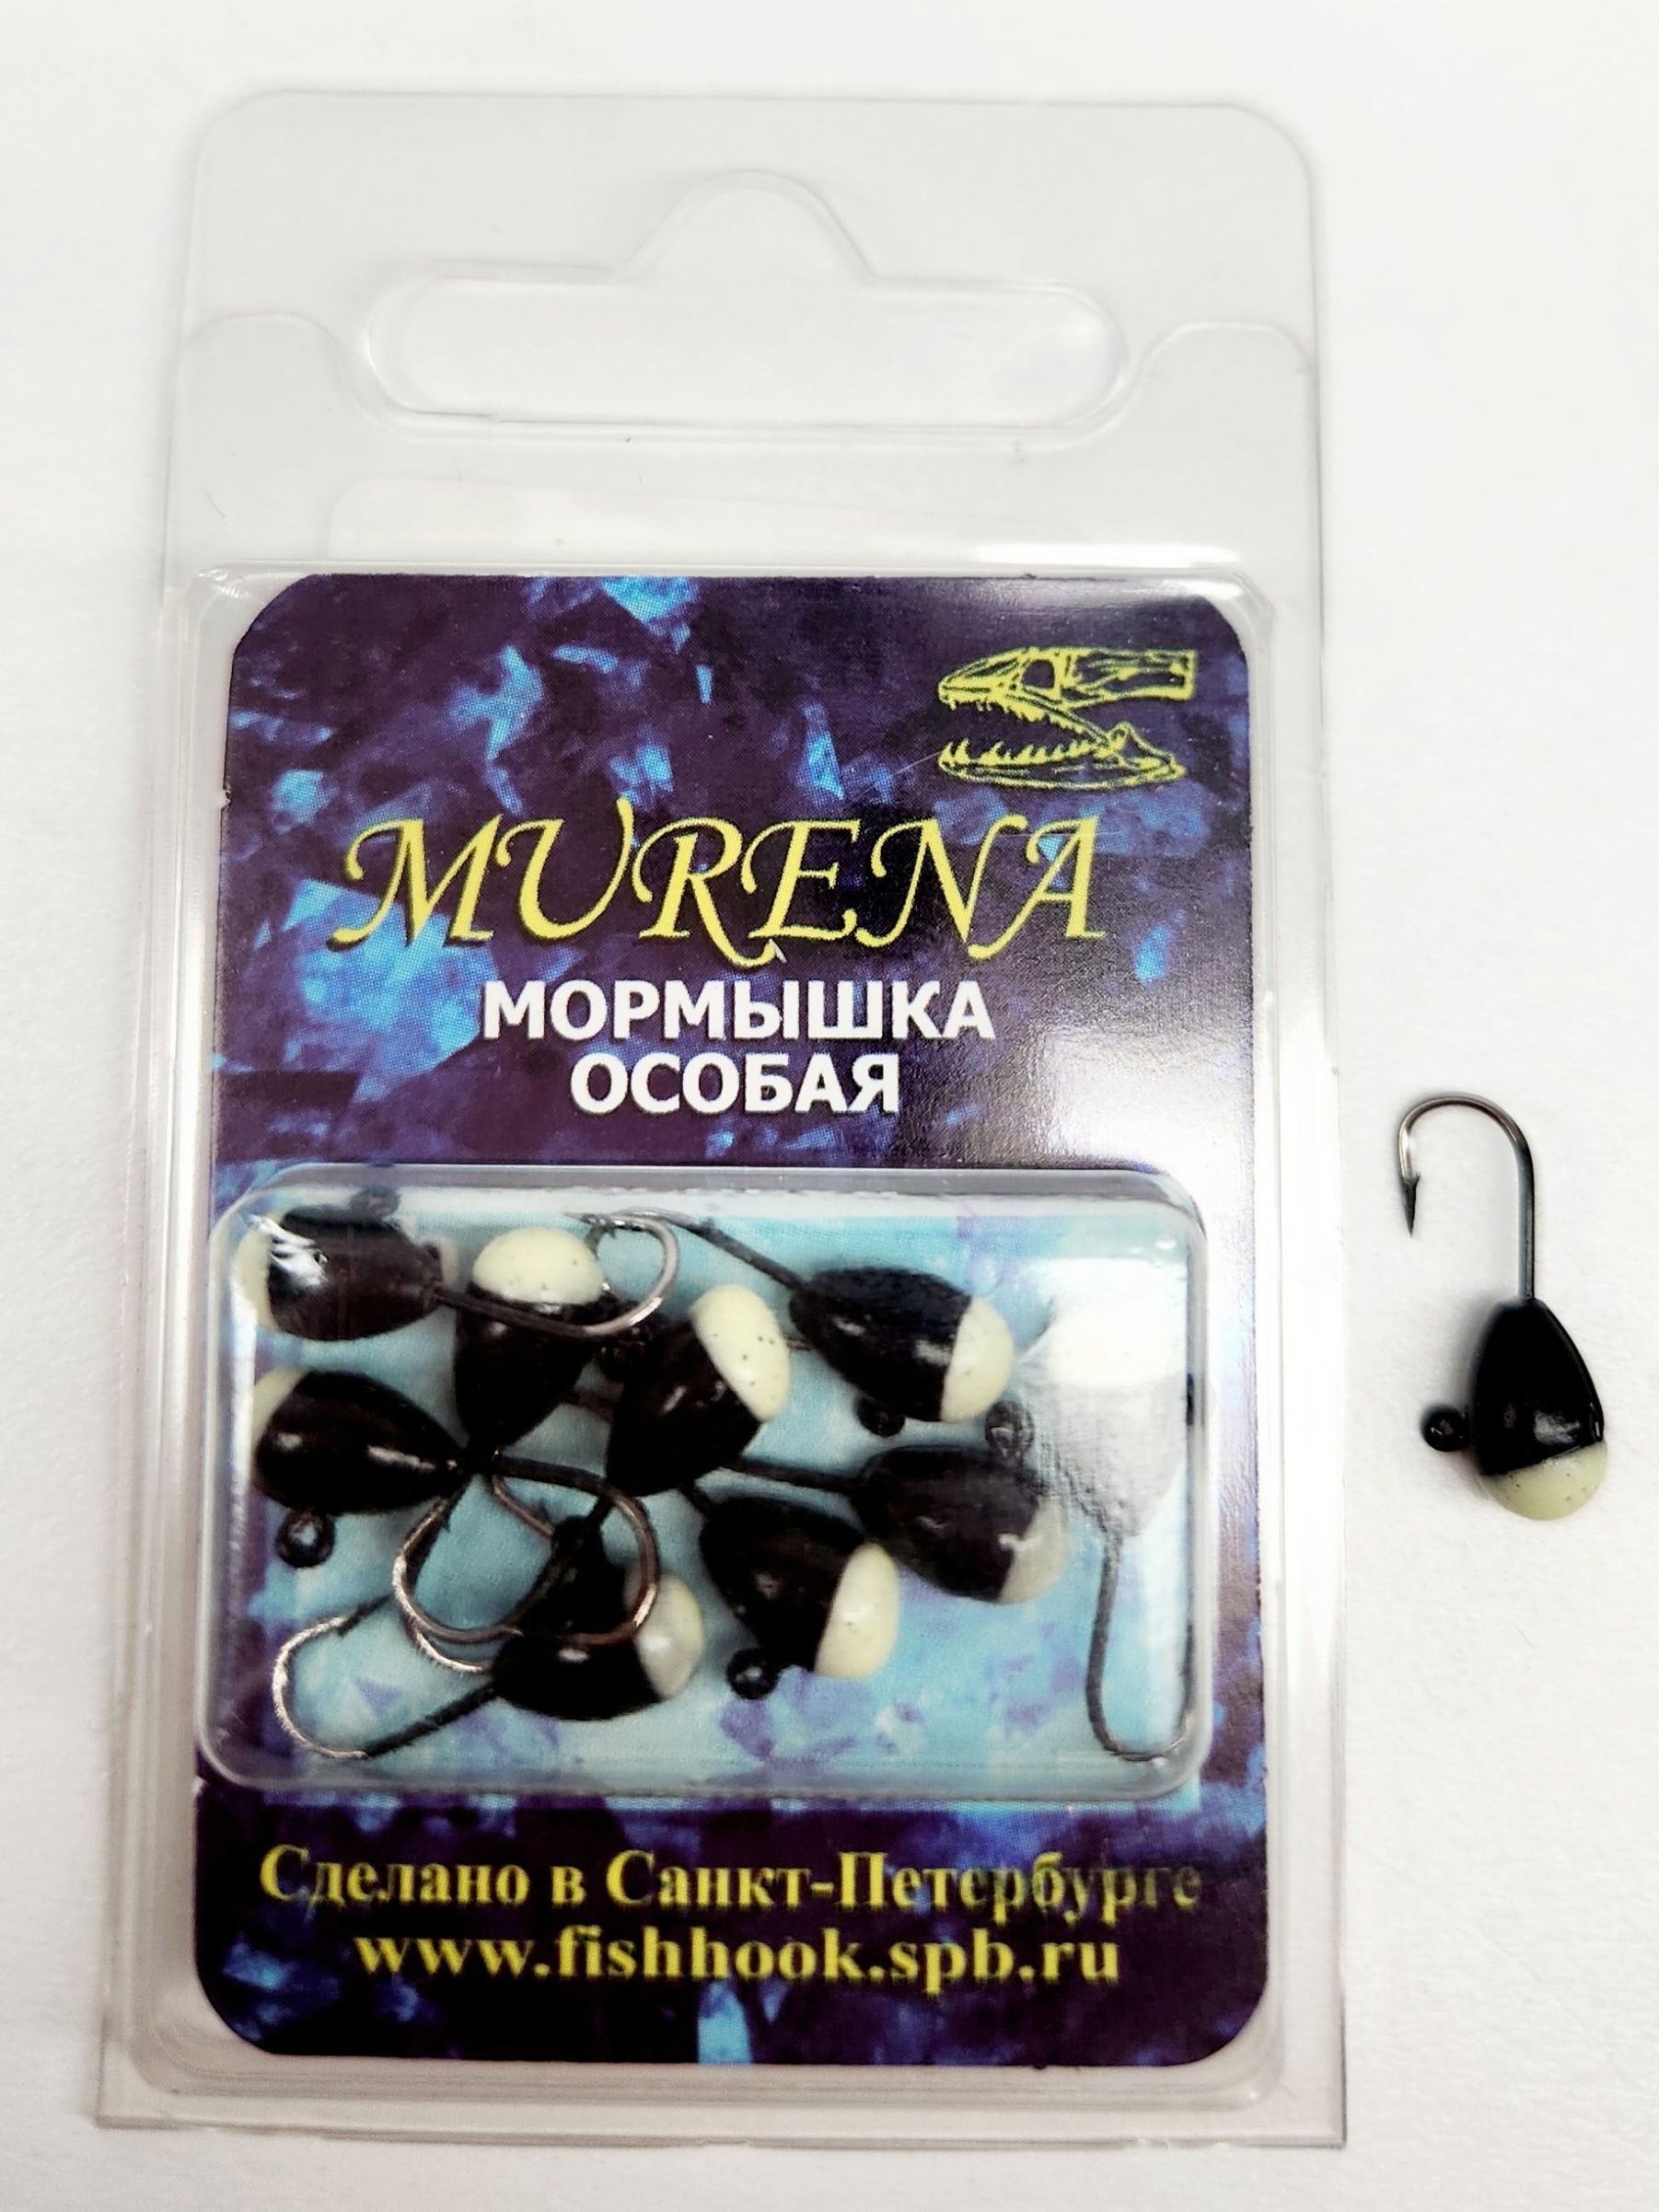 MURENA
МОРМЫШКА
ОСОБАЯ
Сделано в Санкт-Петербурге
www.fishhook.spb.ru